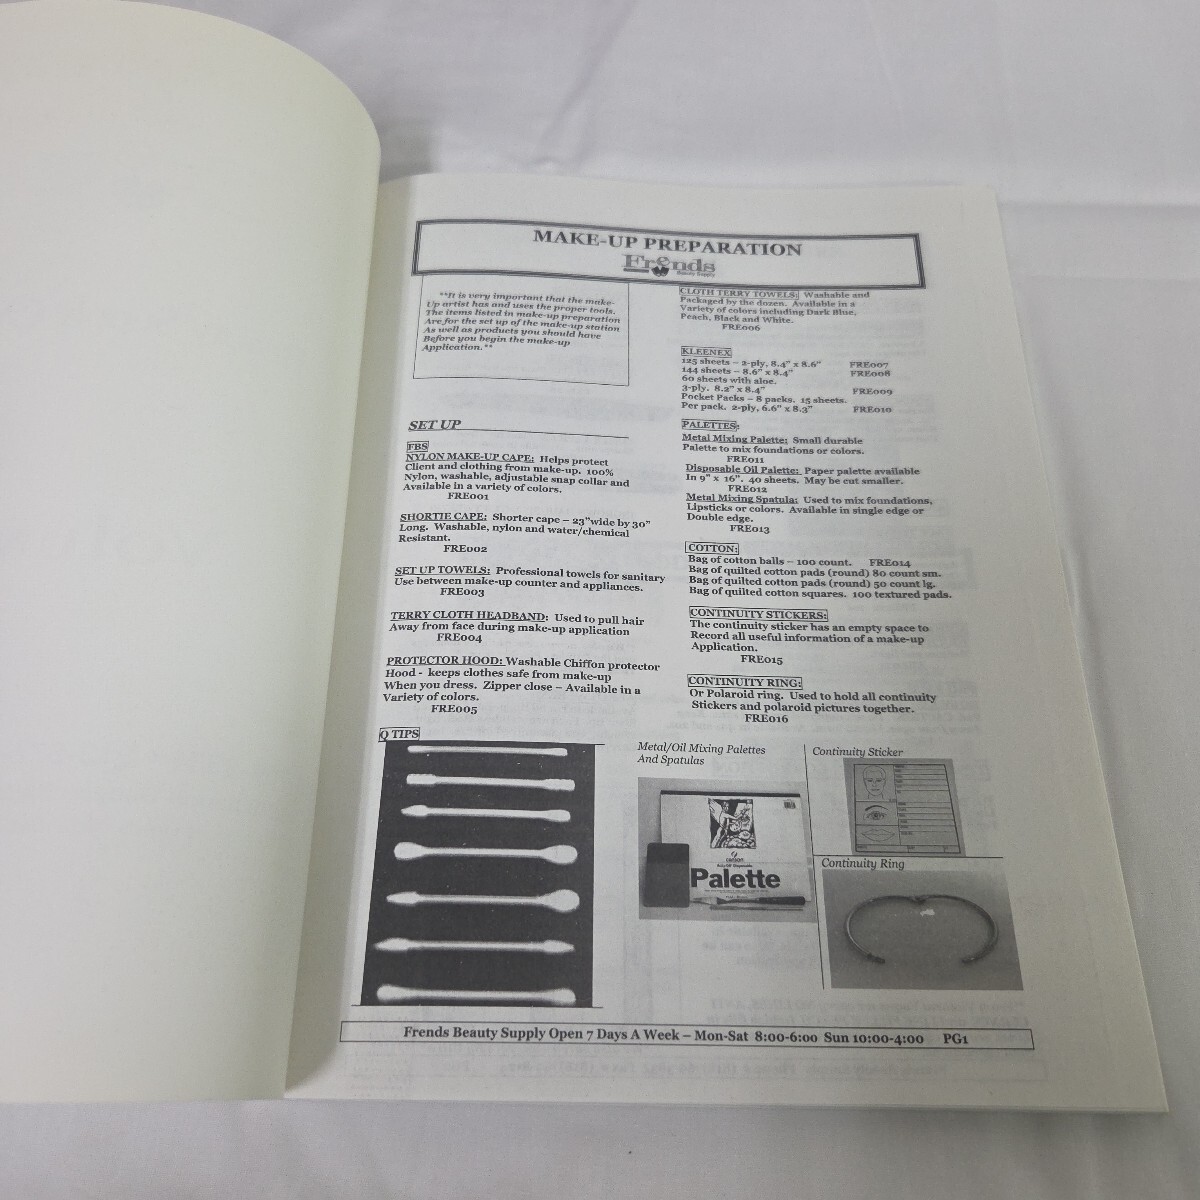 MAKE-UP PREPARATION
Frends
Beauty Supply
**It is very important that the make-
Up artist has and uses the proper tools.
The items listed in make-up preparation
Are for the set up of the make-up station
As well as products you should have
Before you begin the make-up
Application.**
SET UP
FBS
NYLON MAKE-UP CAPE: Helps protect
Client and clothing from make-up. 100%
Nylon, washable, adjustable snap collar and
Available in a variety of colors.
FRE001
SHORTIE CAPE: Shorter cape – 23"wide by 30"
Long. Washable, nylon and water/chemical
Resistant.
FRE002
SET UP TOWELS: Professional towels for sanitary
Use between make-up counter and appliances.
FRE003
TERRY CLOTH HEADBAND: Used to pull hair
Away from face during make-up application
FRE004
PROTECTOR HOOD: Washable Chiffon protector
Hood - keeps clothes safe from make-up
When you dress. Zipper close – Available in a
Variety of colors.
FRE005
Q TIPS
CLOTH TERRY TOWELS: Washable and
Packaged by the dozen. Available in a
Variety of colors including Dark Blue,
Peach, Black and White.
FRE006
KLEENEX
125 sheets – 2-ply, 8.4" x 8.6" FRE007
144 sheets – 8.6" x 8.4" FRE008
60 sheets with aloe.
3-ply. 8.2" x 8.4" FRE009
Pocket Packs – 8 packs. 15 sheets.
Per pack. 2-ply, 6.6" x 8.3" FRE010
PALETTES:
Metal Mixing Palette: Small durable
Palette to mix foundations or colors.
FRE011
Disposable Oil Palette: Paper palette available
In 9" x 16". 40 sheets. May be cut smaller.
FRE012
Metal Mixing Spatula: Used to mix foundations,
Lipsticks or colors. Available in single edge or
Double edge.
FRE013
COTTON:
Bag of cotton balls – 100 count. FRE014
Bag of quilted cotton pads (round) 80 count sm.
Bag of quilted cotton pads (round) 50 count lg.
Bag of quilted cotton squares. 100 textured pads.
CONTINUITY STICKERS:
The continuity sticker has an empty space to
Record all useful information of a make-up
Application.
FRE015
CONTINUITY RING:
Or Polaroid ring. Used to hold all continuity
Stickers and polaroid pictures together.
FRE016
Metal/Oil Mixing Palettes
And Spatulas
CANSON
Palette
Continuity Sticker
Continuity Ring
Frends Beauty Supply Open 7 Days A Week – Mon-Sat 8:00-6:00 Sun 10:00-4:00 PG1